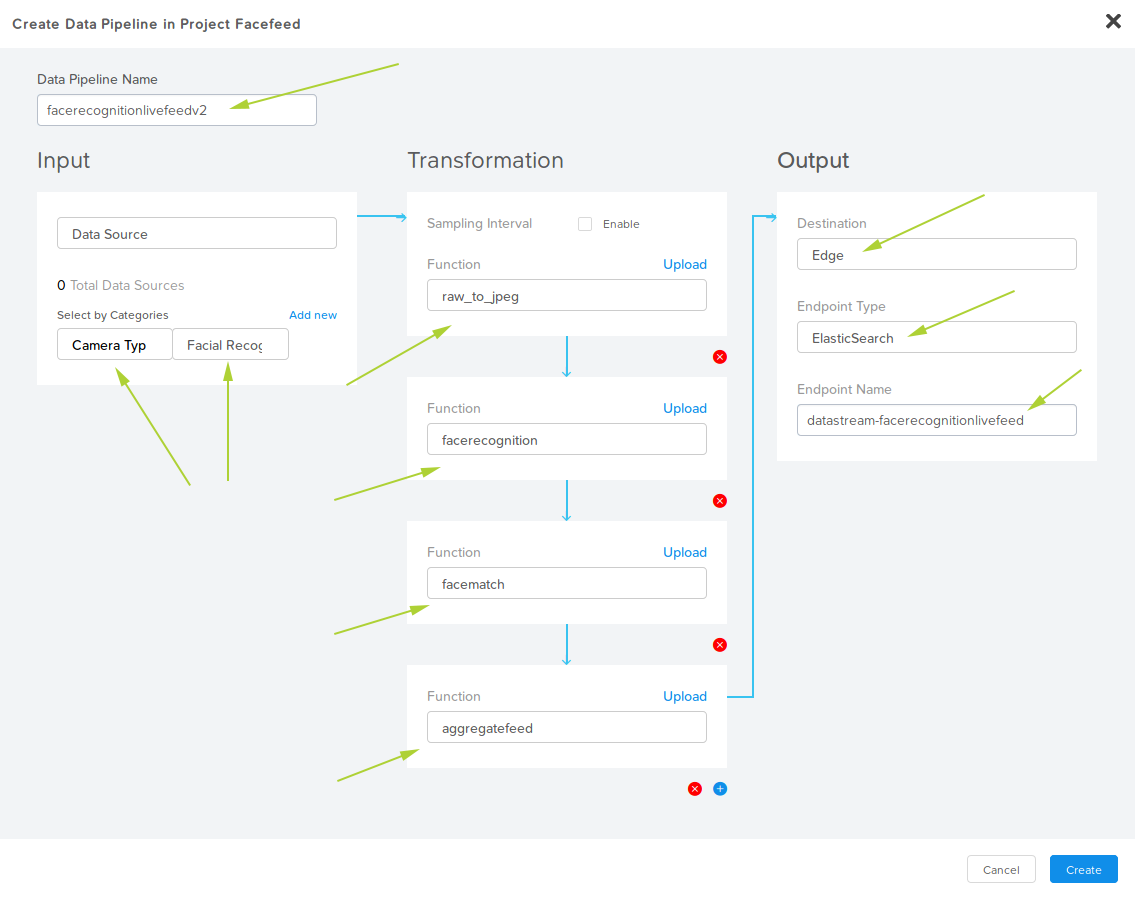 Create Data Pipeline in Project Facefeed
Data Pipeline Name
facerecognitionlivefeedv2
Input
Data Source
0 Total Data Sources
Select by Categories Add new
Camera Typ Facial Recog
Transformation
Sampling Interval Enable
Function Upload
raw_to_jpeg
Function Upload
facerecognition
Function Upload
facematch
Function Upload
aggregatefeed
Output
Destination
Edge
Endpoint Type
ElasticSearch
Endpoint Name
datastream-facerecognitionlivefeed
Cancel Create